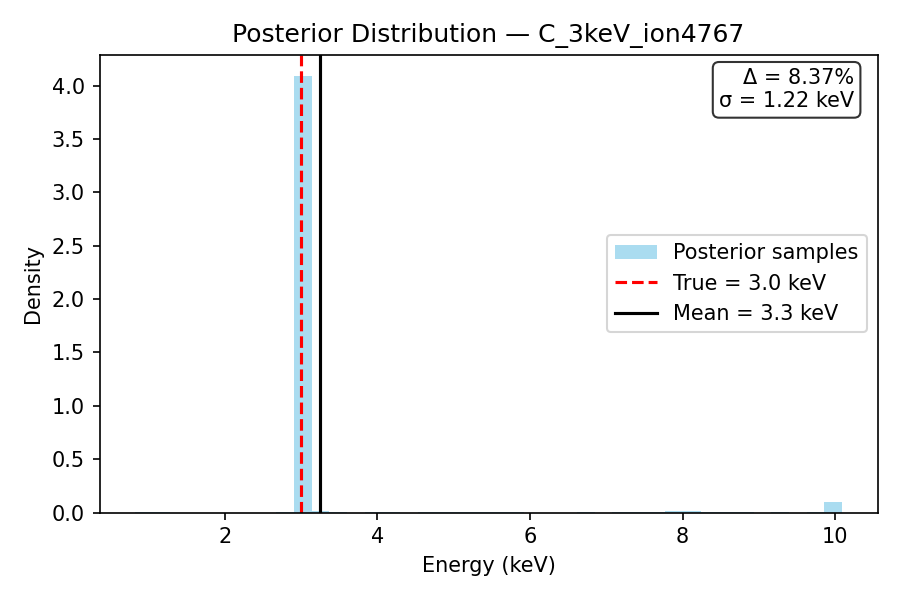 Posterior Distribution — C_3keV_ion4767
Δ = 8.37%
σ = 1.22 keV
Posterior samples
True = 3.0 keV
Mean = 3.3 keV
Density
4.0
3.5
3.0
2.5
2.0
1.5
1.0
0.5
0.0
2 4 6 8 10
Energy (keV)